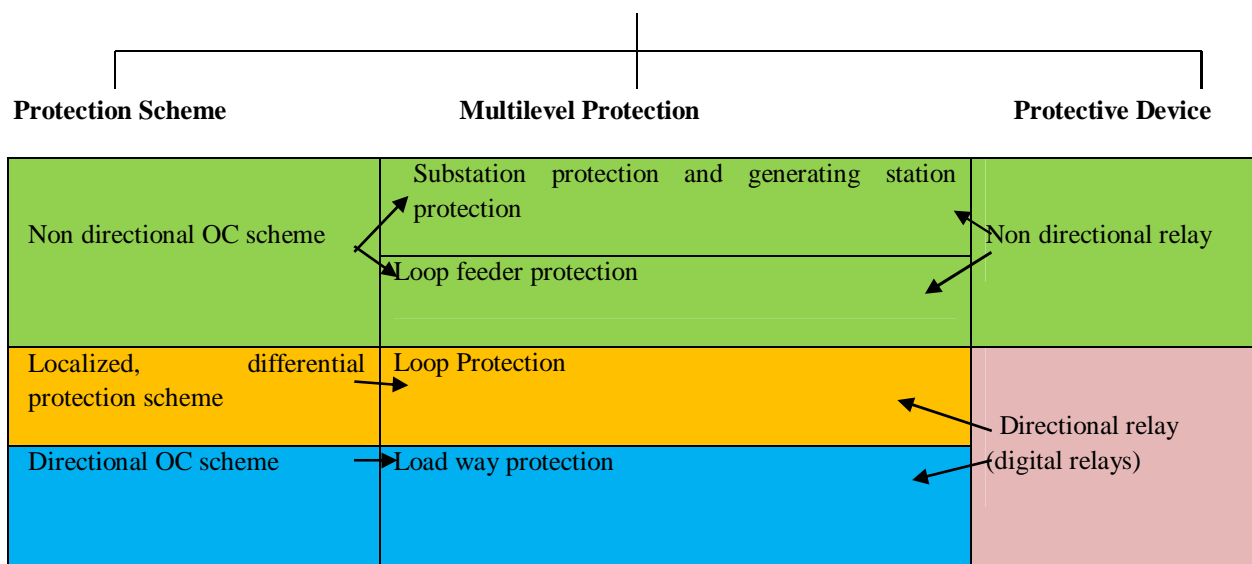 Protection Scheme
Multilevel Protection
Protective Device
Substation protection and generating station
protection
Non directional OC scheme
Non directional relay
Loop feeder protection
Localized, differential
protection scheme
Loop Protection
Directional relay
(digital relays)
Directional OC scheme
Load way protection